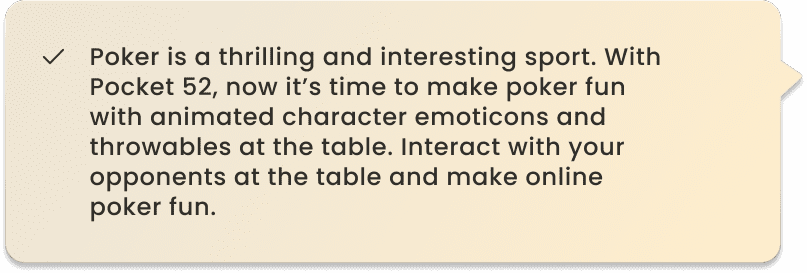 Poker is a thrilling and interesting sport. With
Pocket 52, now it’s time to make poker fun
with animated character emoticons and
throwables at the table. Interact with your
opponents at the table and make online
poker fun.